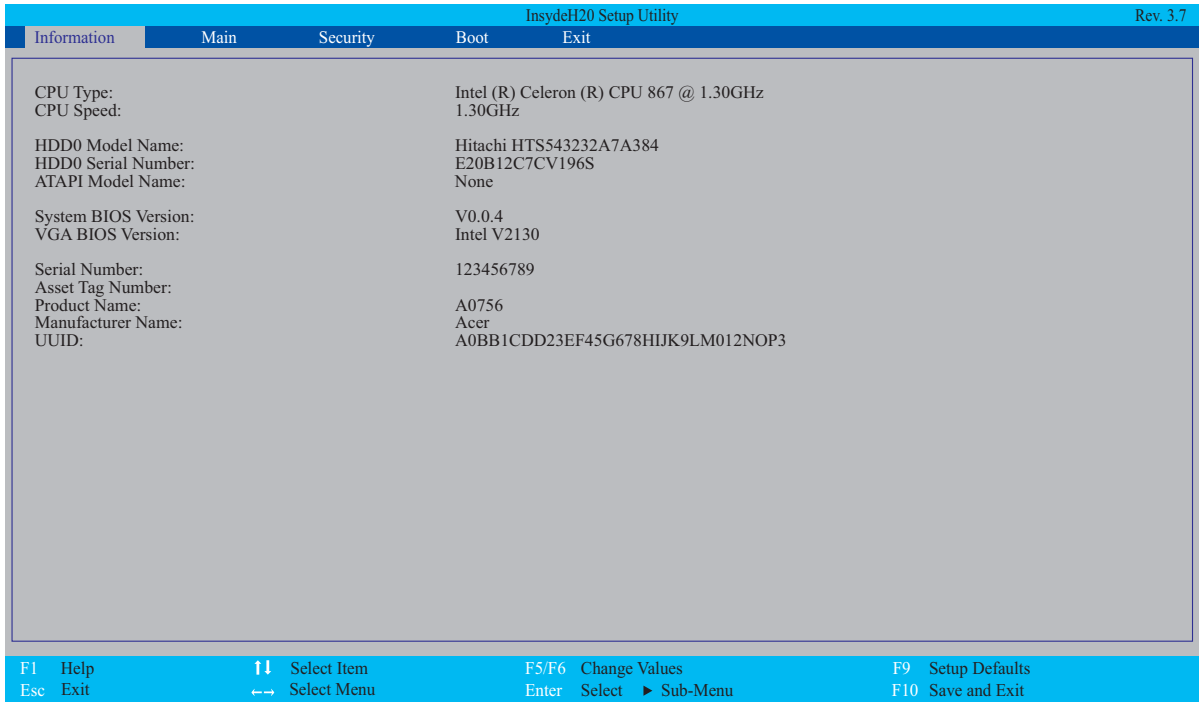 InsydeH20 Setup Utility Rev. 3.7
Information Main Security Boot Exit
CPU Type: Intel (R) Celeron (R) CPU 867 @ 1.30GHz
CPU Speed: 1.30GHz
HDD0 Model Name: Hitachi HTS543232A7A384
HDD0 Serial Number: E20B12C7CV196S
ATAPI Model Name: None
System BIOS Version: V0.0.4
VGA BIOS Version: Intel V2130
Serial Number: 123456789
Asset Tag Number:
Product Name: A0756
Manufacturer Name: Acer
UUID: A0BB1CDD23EF45G678HIJK9LM012NOP3
F1 Help ↑↓ Select Item F5/F6 Change Values F9 Setup Defaults
Esc Exit ←→ Select Menu Enter Select ► Sub-Menu F10 Save and Exit